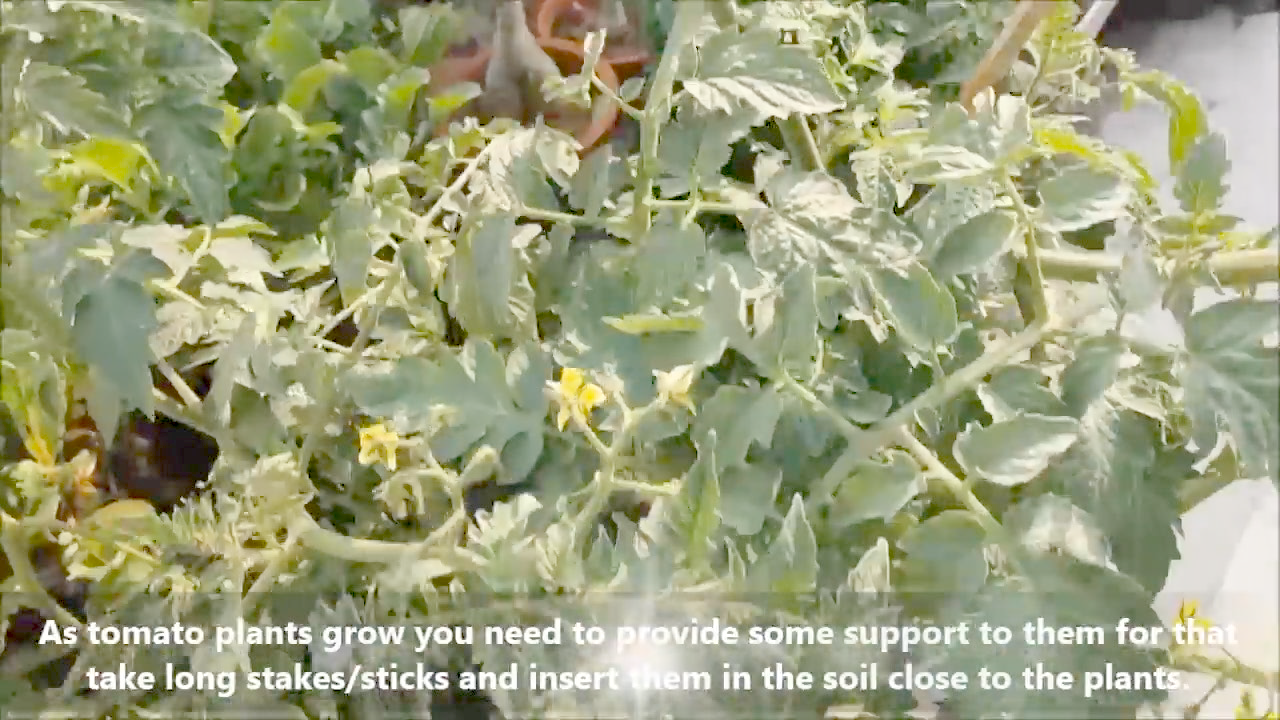 As tomato plants grow you need to provide some support to them for that
take long stakes/sticks and insert them in the soil close to the plants.